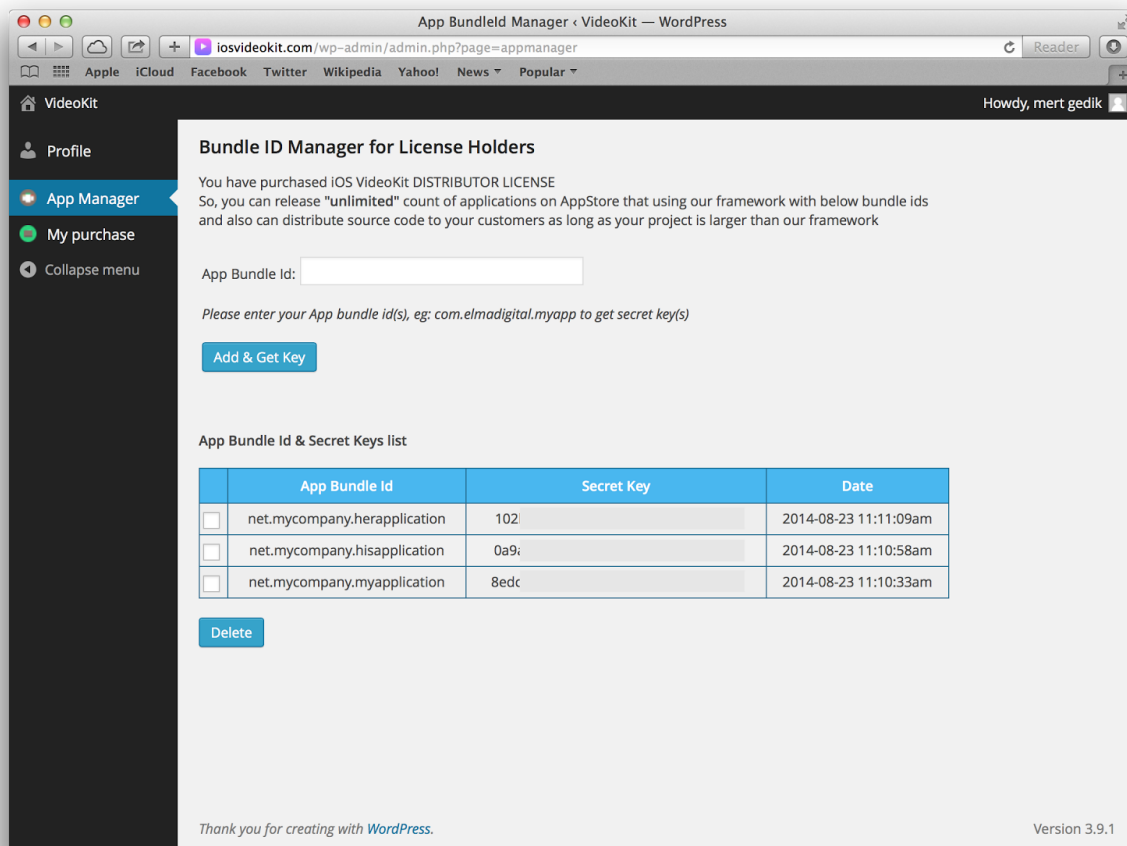 App BundleId Manager ‹ VideoKit — WordPress
iosvideokit.com/wp-admin/admin.php?page=appmanager
Reader
Apple iCloud Facebook Twitter Wikipedia Yahoo! News Popular
VideoKit
Howdy, mert gedik
Profile
App Manager
My purchase
Collapse menu
Bundle ID Manager for License Holders
You have purchased iOS VideoKit DISTRIBUTOR LICENSE
So, you can release "unlimited" count of applications on AppStore that using our framework with below bundle ids
and also can distribute source code to your customers as long as your project is larger than our framework
App Bundle Id:
Please enter your App bundle id(s), eg: com.elmadigital.myapp to get secret key(s)
Add & Get Key
App Bundle Id & Secret Keys list
App Bundle Id Secret Key Date
net.mycompany.herapplication 102 2014-08-23 11:11:09am
net.mycompany.hisapplication 0a9 2014-08-23 11:10:58am
net.mycompany.myapplication 8ed 2014-08-23 11:10:33am
Delete
Thank you for creating with WordPress.
Version 3.9.1